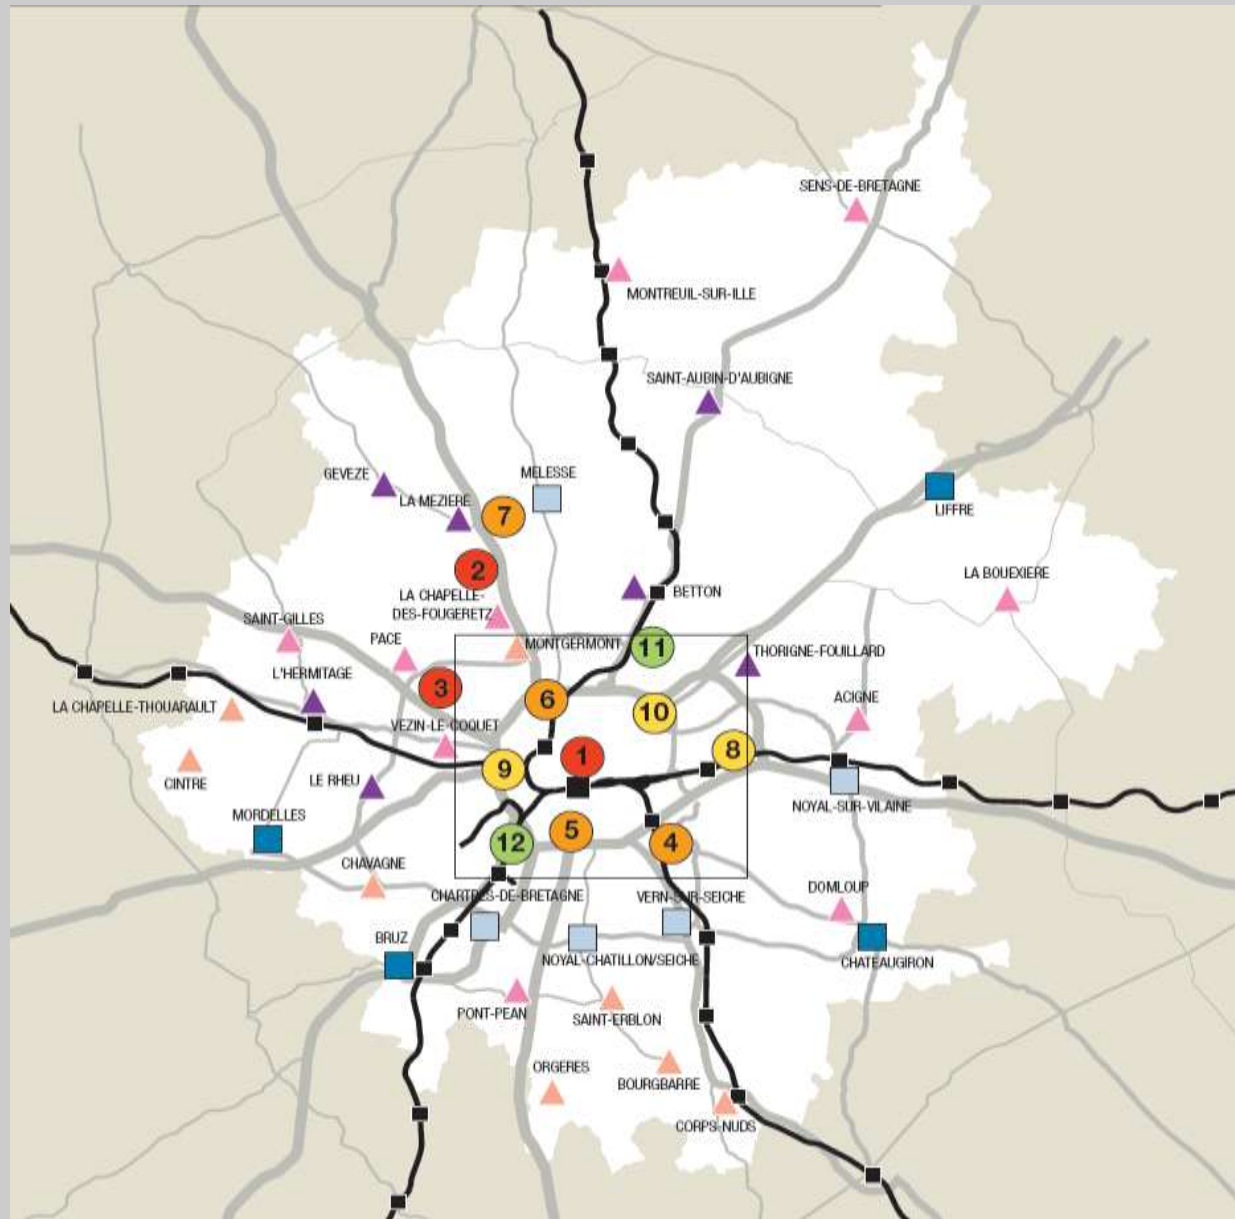 SENS-DE-BRETAGNE
MONTREUIL-SUR-ILLE
SAINT-AUBIN-D'AUBIGNE
GEVEZE
MELESSE
LA MEZIERE
7
LIFFRE
2
LA BOUEXIERE
LA CHAPELLE-
DES-FOUGERETZ
BETTON
SAINT-GILLES
PACE
MONTGERMONT
11
THORIGNE-FOUILLARD
L'HERMITAGE
3
6
LA CHAPELLE-THOUARAULT
10
ACIGNE
VEZIN-LE-COQUET
1
8
9
CINTRE
LE RHEU
NOYAL-SUR-VILAINE
MORDELLES
5
12
4
CHAVAGNE
DOMLOUP
CHARTRES-DE-BRETAGNE
VERN-SUR-SEICHE
BRUZ
NOYAL-CHATILLON/SEICHE
CHATEAUGIRON
PONT-PEAN
SAINT-ERBLON
ORGERES
BOURGBARRE
CORPS-NUDS